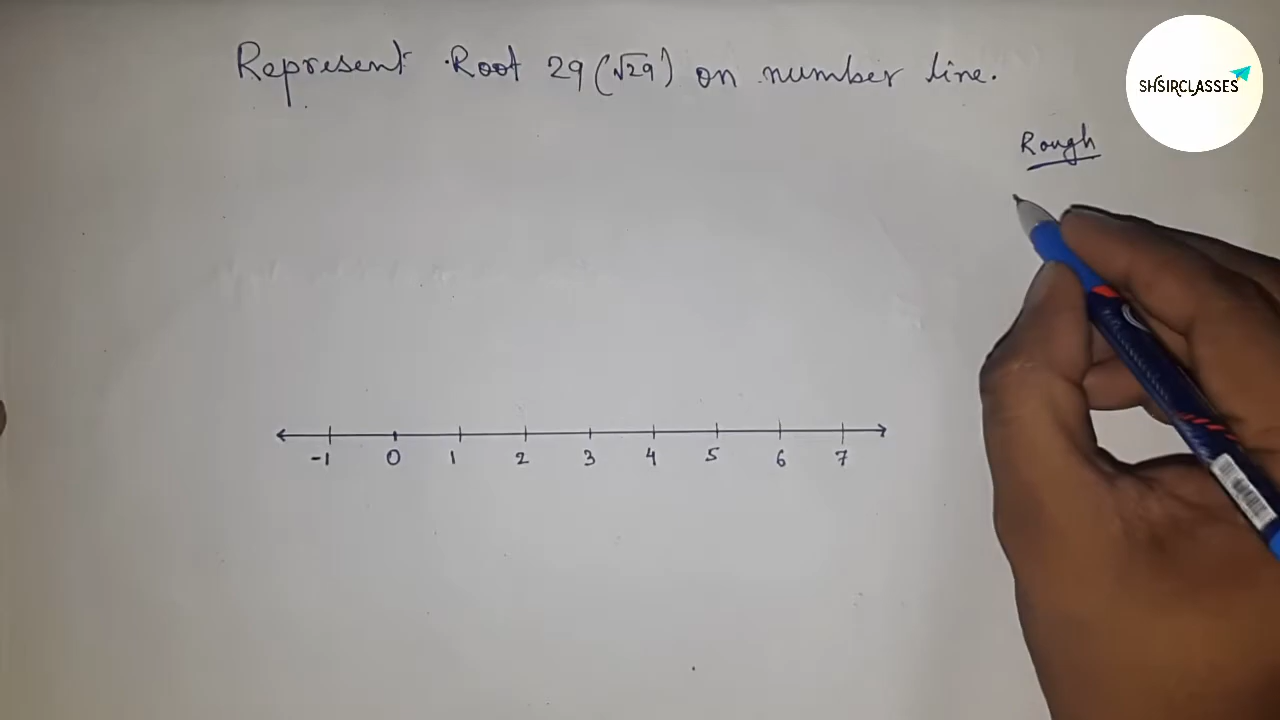 Represent Root 29 (√29) on number line.
SHSIRCLASSES
Rough
-1 0 1 2 3 4 5 6 7